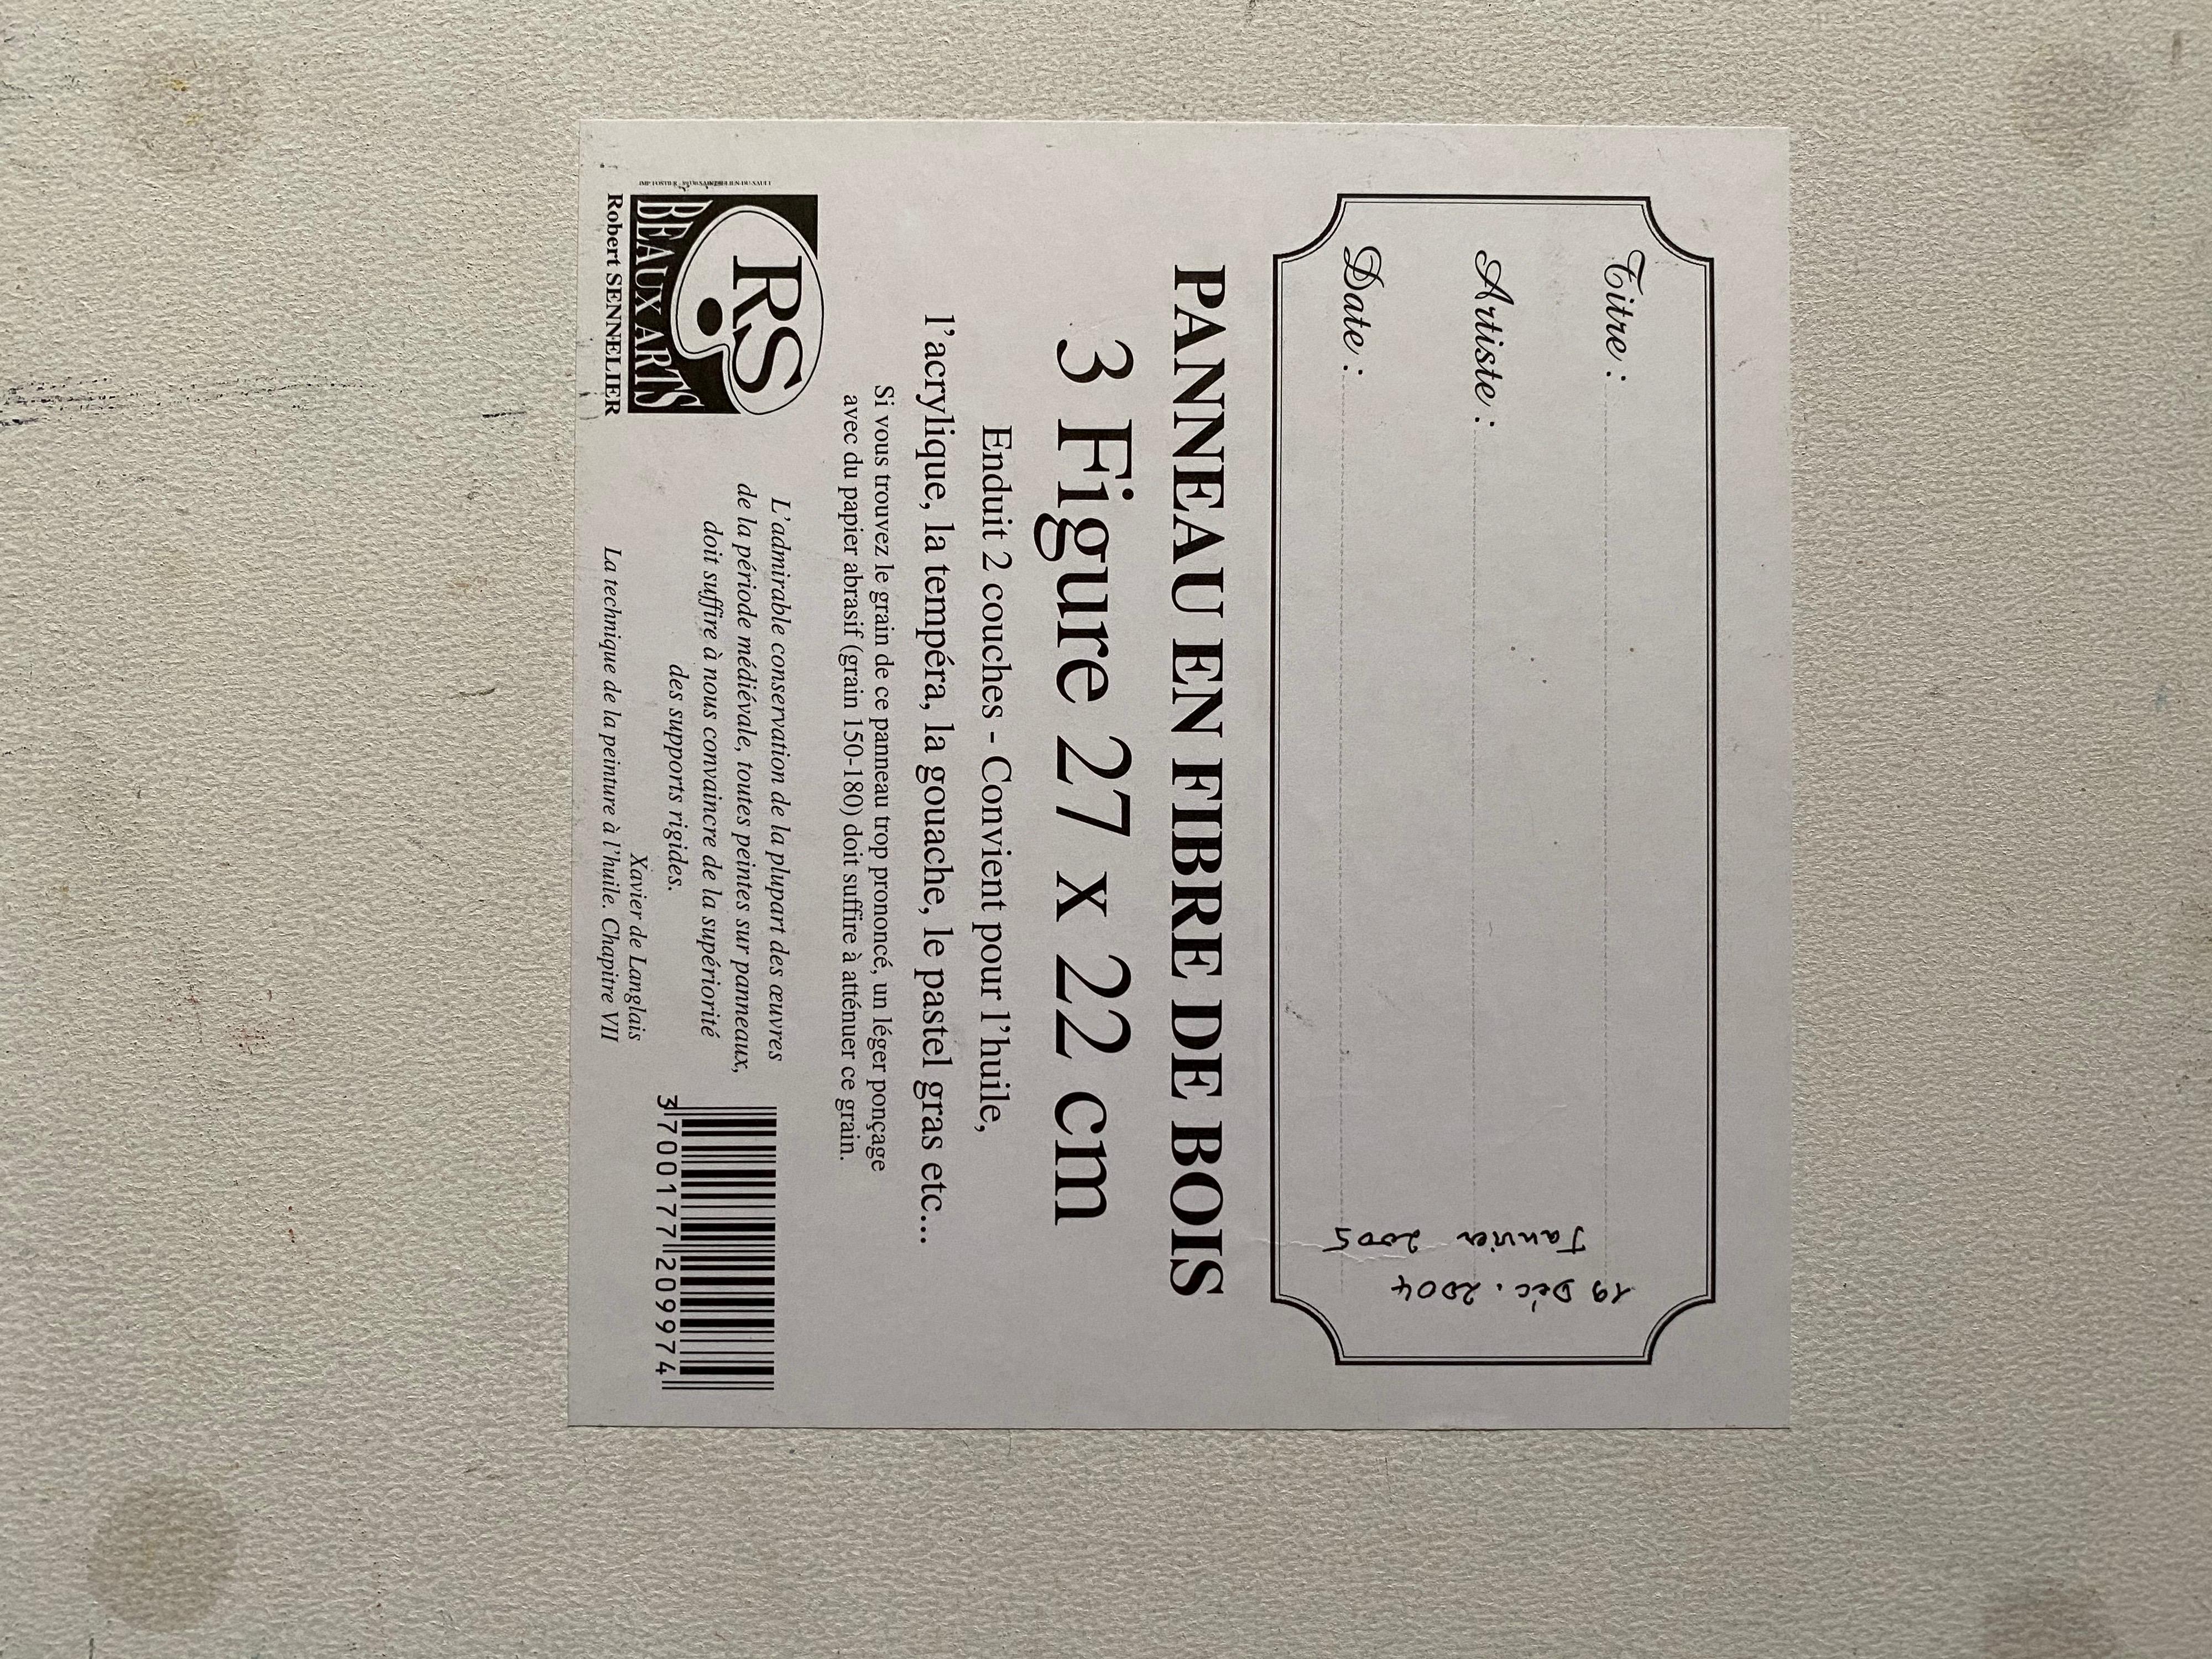 Titre :
Artiste :
Date :
19 Déc. 2004
Janvier 2005
PANNEAU EN FIBRE DE BOIS
3 Figure 27 x 22 cm
Enduit 2 couches - Convient pour l'huile,
l'acrylique, la tempéra, la gouache, le pastel gras etc...
Si vous trouvez le grain de ce panneau trop prononcé, un léger ponçage
avec du papier abrasif (grain 150-180) doit suffire à atténuer ce grain.
RS
BEAUX ARTS
Robert SENNELIER
L'admirable conservation de la plupart des œuvres
de la période médiévale, toutes peintes sur panneaux,
doit suffire à nous convaincre de la supériorité
des supports rigides.
Xavier de Langlais
La technique de la peinture à l'huile. Chapitre VII
3 700177 209974